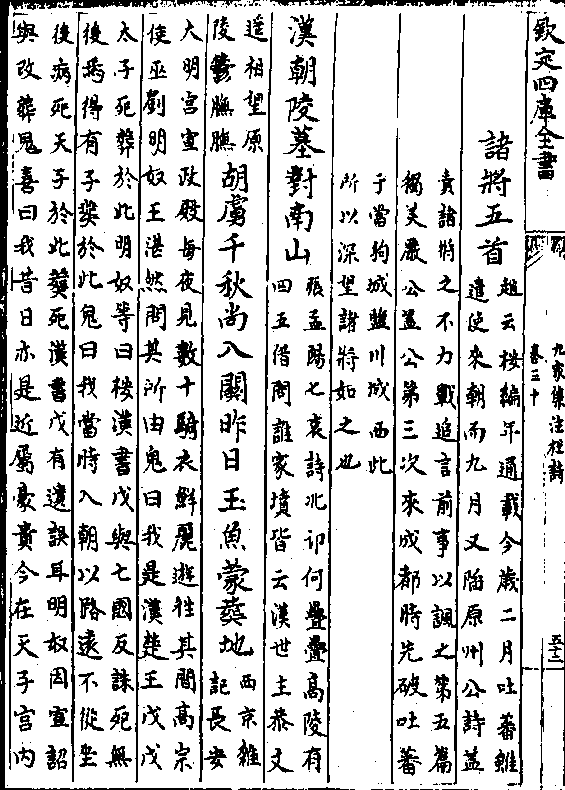 欽定四庫全書
九家集注杜詩
卷三十
諸將五首
趙云按編年通載今歲二月吐蕃雖
遣使來朝而九月又陷原州公詩蓋
責諸將之不力戰追言前事以諷之第五篇
獨美嚴公蓋公第三次來成都時先破吐蕃
于當狗城鹽川城西此
所以深望諸將如之也
漢朝陵墓對南山
張孟陽七哀詩北邙何疊疊高陵有
四五借問誰家墳皆云漢世主恭文
遥相望原
陵鬱膴膴
胡虜千秋尚入關昨日玉魚蒙葬地
西京雜
記長安
大明宫宣政殿每夜見數十騎衣鮮麗遊徃其間高宗
使巫劉明奴王湛然問其所由鬼曰我是漢楚王戊戊
太子死葬於此明奴等曰按漢書戊與七國反誅死無
後焉得有子葬於此鬼曰我當時入朝以路遠不從坐
後病死天子於此葬死漢書戊有遺誤耳明奴因宣詔
與改葬鬼喜曰我昔日亦是近屬豪貴今在天子宫内